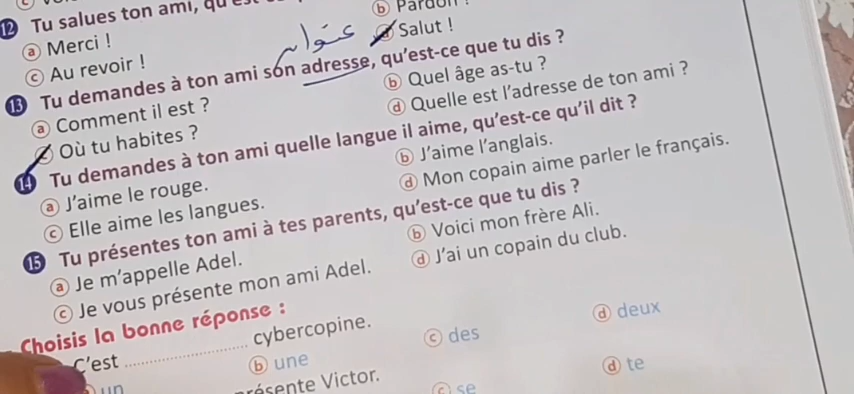 12 Tu salues ton ami,
ⓐ Merci !
ⓑ Pardon !
ⓒ Au revoir !
Salut !
عنوان
13 Tu demandes à ton ami son adresse, qu'est-ce que tu dis ?
ⓐ Comment il est ?
ⓑ Quel âge as-tu ?
Où tu habites ?
ⓓ Quelle est l'adresse de ton ami ?
14 Tu demandes à ton ami quelle langue il aime, qu'est-ce qu'il dit ?
ⓐ J'aime le rouge.
ⓑ J'aime l'anglais.
ⓒ Elle aime les langues.
ⓓ Mon copain aime parler le français.
15 Tu présentes ton ami à tes parents, qu'est-ce que tu dis ?
ⓐ Je m'appelle Adel.
ⓑ Voici mon frère Ali.
ⓒ Je vous présente mon ami Adel.
ⓓ J'ai un copain du club.
Choisis la bonne réponse :
C'est ............ cybercopine.
un
ⓑ une
ⓒ des
ⓓ deux
Victor.
ⓒ se
ⓓ te